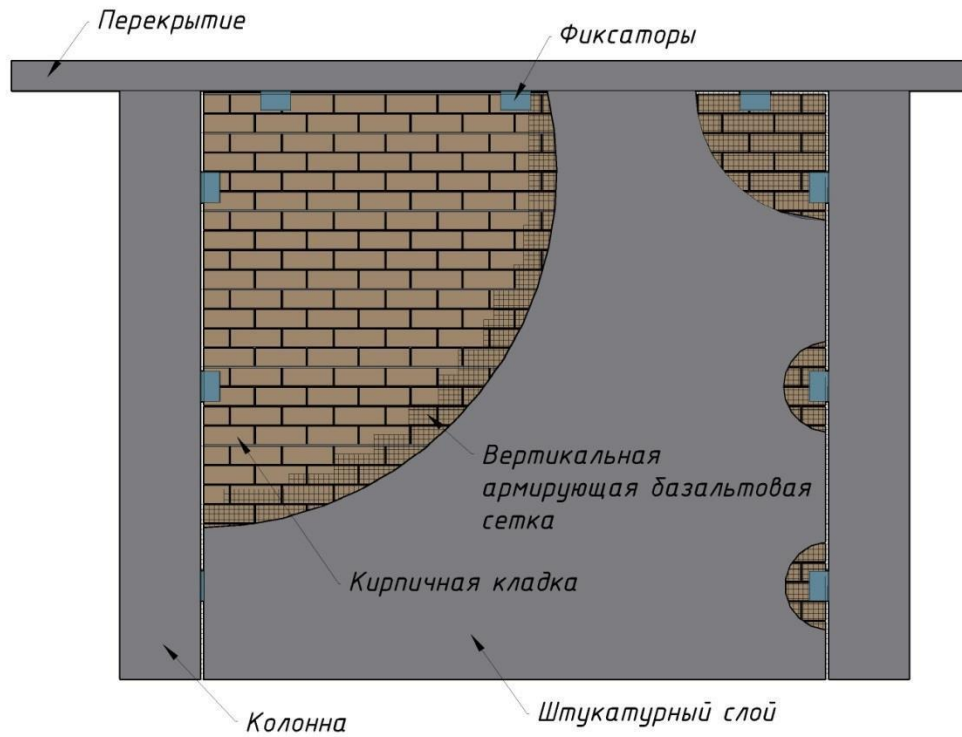 Перекрытие
Фиксаторы
Вертикальная
армирующая базальтовая
сетка
Кирпичная кладка
Колонна
Штукатурный слой